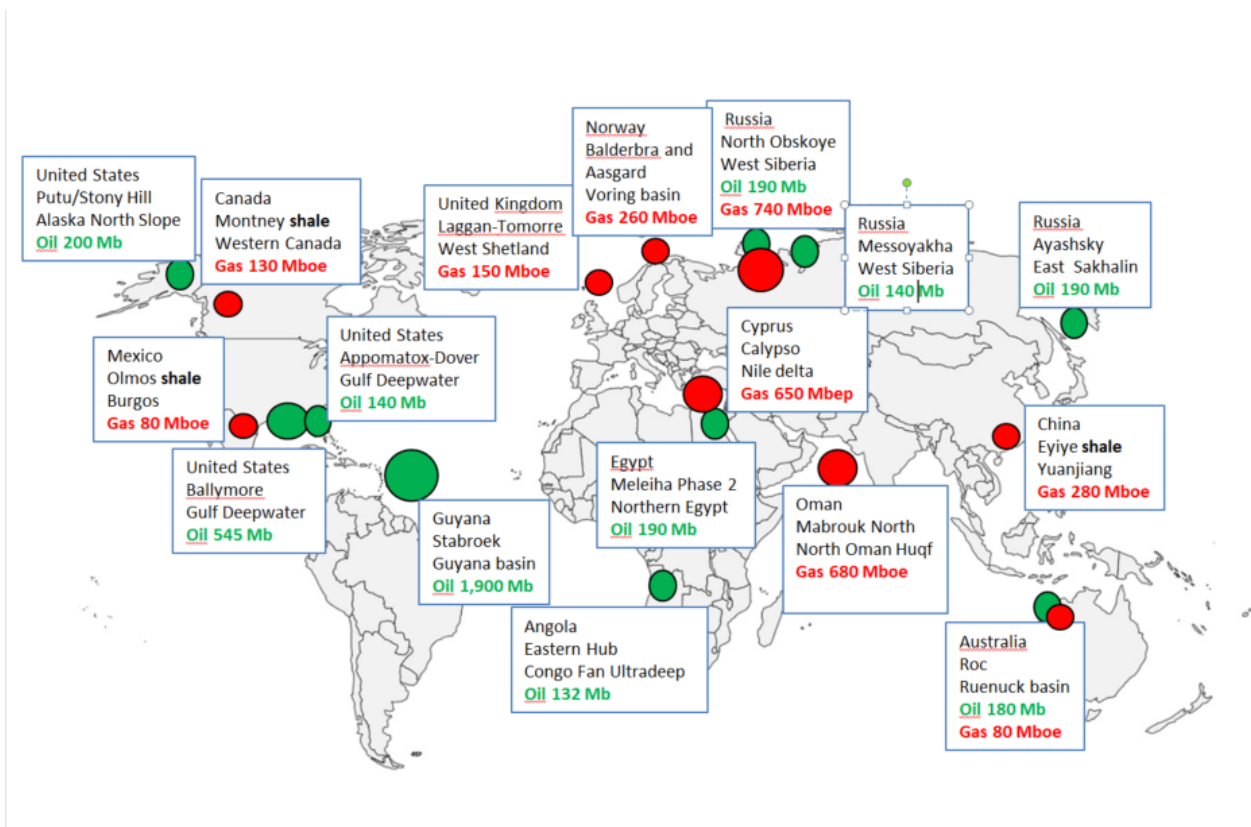 United States
Putu/Stony Hill
Alaska North Slope
Oil 200 Mb
Canada
Montney shale
Western Canada
Gas 130 Mboe
United Kingdom
Laggan-Tomorre
West Shetland
Gas 150 Mboe
Norway
Balderbra and
Aasgard
Voring basin
Gas 260 Mboe
Russia
North Obskoye
West Siberia
Oil 190 Mb
Gas 740 Mboe
Russia
Messoyakha
West Siberia
Oil 140 Mb
Russia
Ayashsky
East Sakhalin
Oil 190 Mb
Mexico
Olmos shale
Burgos
Gas 80 Mboe
United States
Appomatox-Dover
Gulf Deepwater
Oil 140 Mb
Cyprus
Calypso
Nile delta
Gas 650 Mbep
China
Eyiye shale
Yuanjiang
Gas 280 Mboe
United States
Ballymore
Gulf Deepwater
Oil 545 Mb
Guyana
Stabroek
Guyana basin
Oil 1,900 Mb
Egypt
Meleiha Phase 2
Northern Egypt
Oil 190 Mb
Oman
Mabrouk North
North Oman Huqf
Gas 680 Mboe
Angola
Eastern Hub
Congo Fan Ultradeep
Oil 132 Mb
Australia
Roc
Ruenuck basin
Oil 180 Mb
Gas 80 Mboe